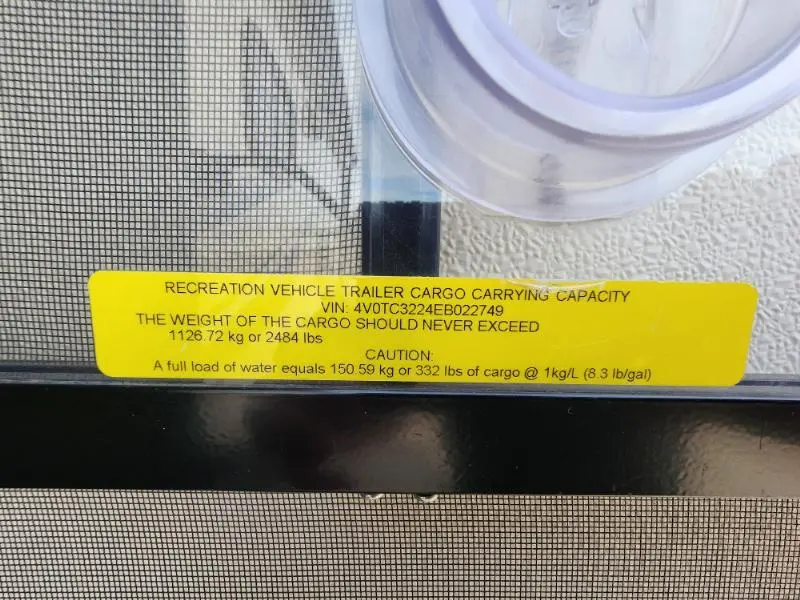 RECREATION VEHICLE TRAILER CARGO CARRYING CAPACITY
VIN: 4V0TC3224EB022749
THE WEIGHT OF THE CARGO SHOULD NEVER EXCEED
1126.72 kg or 2484 lbs
CAUTION:
A full load of water equals 150.59 kg or 332 lbs of cargo @ 1kg/L (8.3 lb/gal)